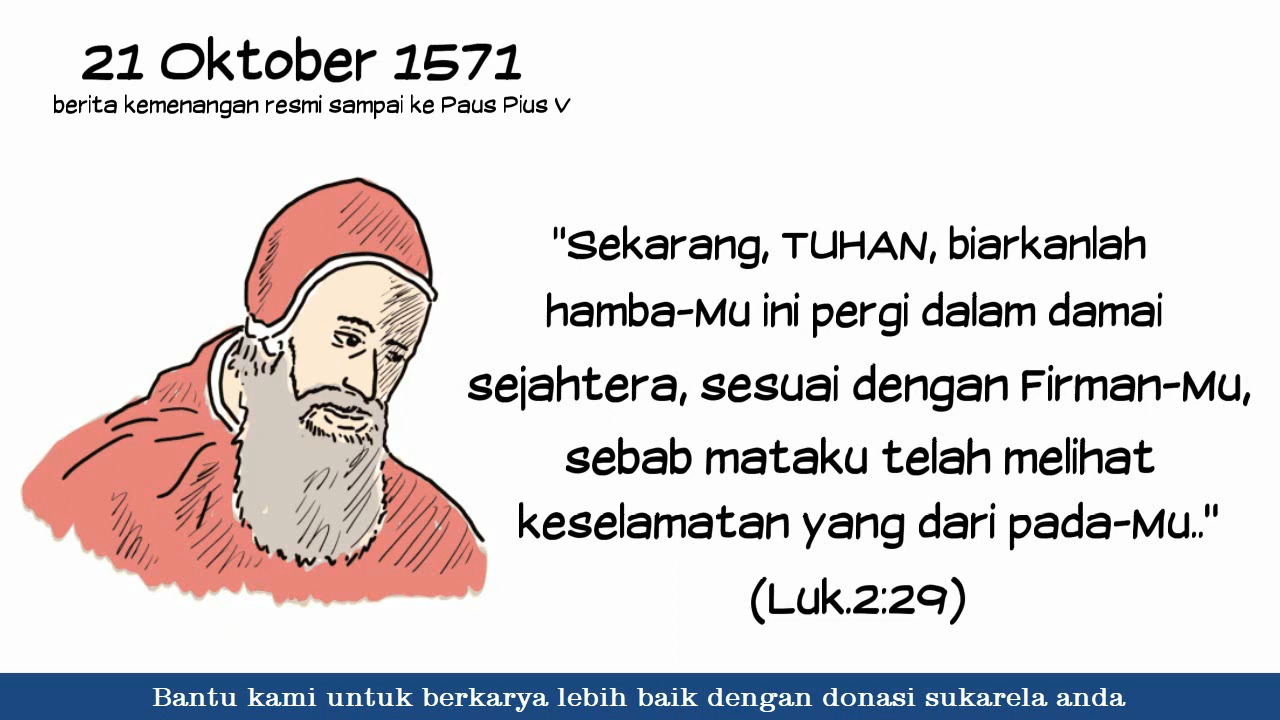 21 Oktober 1571
berita kemenangan resmi sampai ke Paus Pius V
"Sekarang, TUHAN, biarkanlah
hamba-Mu ini pergi dalam damai
sejahtera, sesuai dengan Firman-Mu,
sebab mataku telah melihat
keselamatan yang dari pada-Mu.."
(Luk.2:29)
Bantu kami untuk berkarya lebih baik dengan donasi sukarela anda